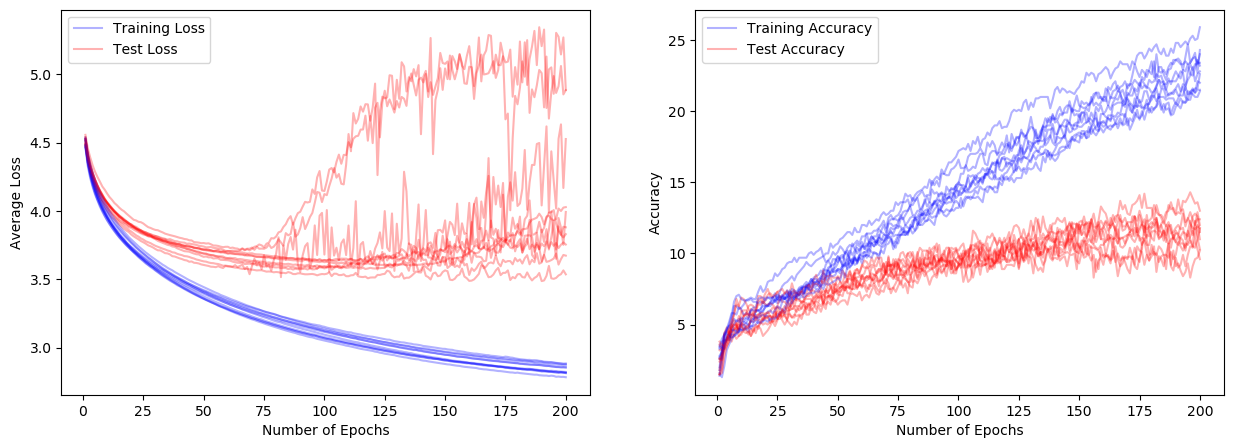 Training Loss
Test Loss
5.0
4.5
4.0
3.5
3.0
Average Loss
0 25 50 75 100 125 150 175 200
Number of Epochs
Training Accuracy
Test Accuracy
25
20
15
10
5
Accuracy
0 25 50 75 100 125 150 175 200
Number of Epochs